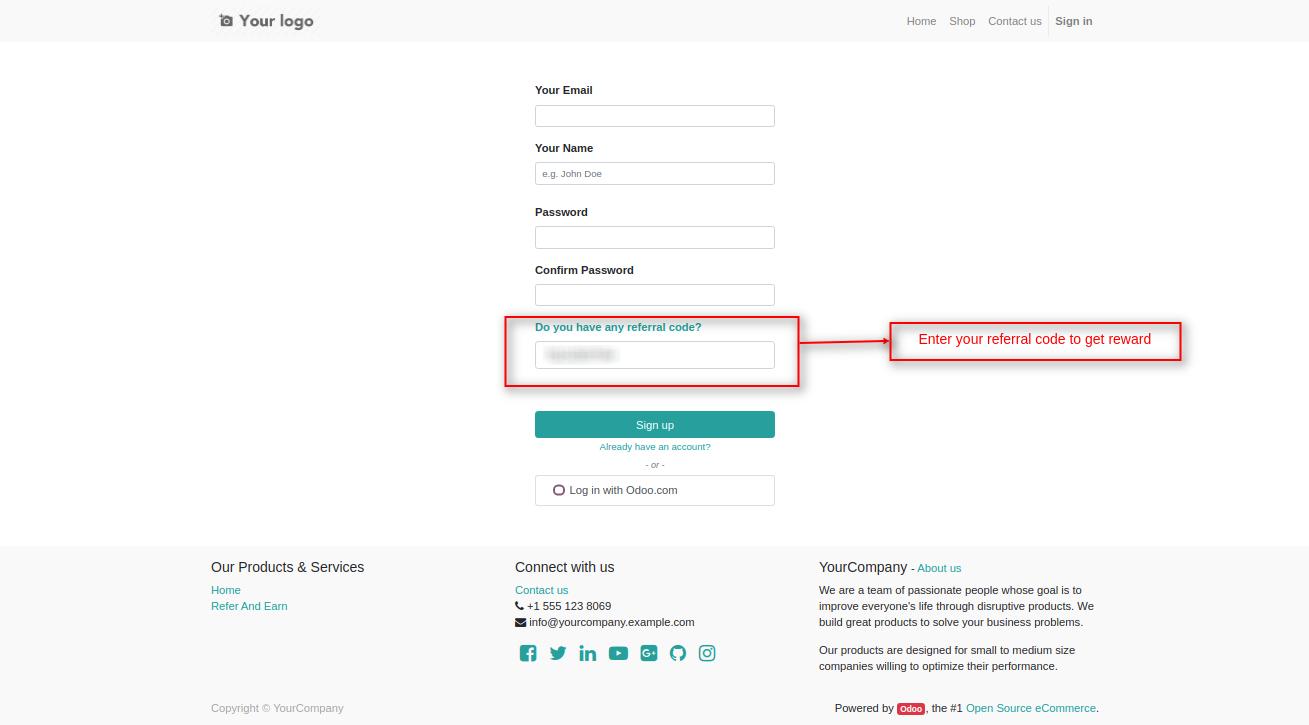 Your logo
Home Shop Contact us Sign in
Your Email
Your Name
e.g. John Doe
Password
Confirm Password
Do you have any referral code?
Enter your referral code to get reward
Sign up
Already have an account?
- or -
Log in with Odoo.com
Our Products & Services
Home
Refer And Earn
Connect with us
Contact us
+1 555 123 8069
info@yourcompany.example.com
YourCompany - About us
We are a team of passionate people whose goal is to
improve everyone's life through disruptive products. We
build great products to solve your business problems.
Our products are designed for small to medium size
companies willing to optimize their performance.
Copyright © YourCompany
Powered by Odoo, the #1 Open Source eCommerce.